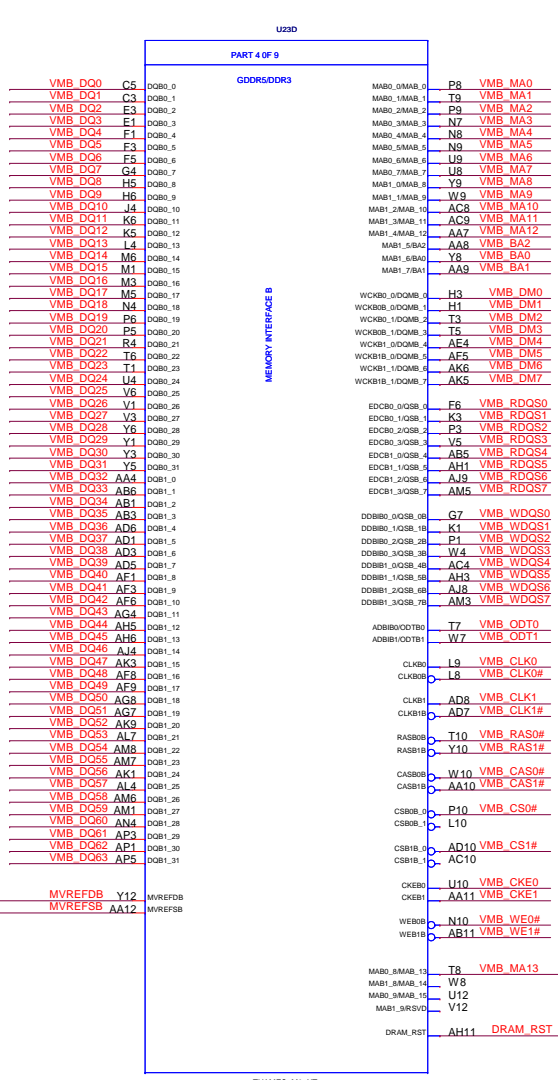 U23D
PART 4 0F 9
GDDR5/DDR3
MEMORY INTERFACE B
VMB_DQ0 C5 DQB0_0
VMB_DQ1 C3 DQB0_1
VMB_DQ2 E3 DQB0_2
VMB_DQ3 E1 DQB0_3
VMB_DQ4 F1 DQB0_4
VMB_DQ5 F3 DQB0_5
VMB_DQ6 F5 DQB0_6
VMB_DQ7 G4 DQB0_7
VMB_DQ8 H5 DQB0_8
VMB_DQ9 H6 DQB0_9
VMB_DQ10 J4 DQB0_10
VMB_DQ11 K6 DQB0_11
VMB_DQ12 K5 DQB0_12
VMB_DQ13 L4 DQB0_13
VMB_DQ14 M6 DQB0_14
VMB_DQ15 M1 DQB0_15
VMB_DQ16 M3 DQB0_16
VMB_DQ17 M5 DQB0_17
VMB_DQ18 N4 DQB0_18
VMB_DQ19 P6 DQB0_19
VMB_DQ20 P5 DQB0_20
VMB_DQ21 R4 DQB0_21
VMB_DQ22 T6 DQB0_22
VMB_DQ23 T1 DQB0_23
VMB_DQ24 U4 DQB0_24
VMB_DQ25 V6 DQB0_25
VMB_DQ26 V1 DQB0_26
VMB_DQ27 V3 DQB0_27
VMB_DQ28 Y6 DQB0_28
VMB_DQ29 Y1 DQB0_29
VMB_DQ30 Y3 DQB0_30
VMB_DQ31 Y5 DQB0_31
VMB_DQ32 AA4 DQB1_0
VMB_DQ33 AB6 DQB1_1
VMB_DQ34 AB1 DQB1_2
VMB_DQ35 AB3 DQB1_3
VMB_DQ36 AD6 DQB1_4
VMB_DQ37 AD1 DQB1_5
VMB_DQ38 AD3 DQB1_6
VMB_DQ39 AD5 DQB1_7
VMB_DQ40 AF1 DQB1_8
VMB_DQ41 AF3 DQB1_9
VMB_DQ42 AF6 DQB1_10
VMB_DQ43 AG4 DQB1_11
VMB_DQ44 AH5 DQB1_12
VMB_DQ45 AH6 DQB1_13
VMB_DQ46 AJ4 DQB1_14
VMB_DQ47 AK3 DQB1_15
VMB_DQ48 AF8 DQB1_16
VMB_DQ49 AF9 DQB1_17
VMB_DQ50 AG8 DQB1_18
VMB_DQ51 AG7 DQB1_19
VMB_DQ52 AK9 DQB1_20
VMB_DQ53 AL7 DQB1_21
VMB_DQ54 AM8 DQB1_22
VMB_DQ55 AM7 DQB1_23
VMB_DQ56 AK1 DQB1_24
VMB_DQ57 AL4 DQB1_25
VMB_DQ58 AM6 DQB1_26
VMB_DQ59 AM1 DQB1_27
VMB_DQ60 AN4 DQB1_28
VMB_DQ61 AP3 DQB1_29
VMB_DQ62 AP1 DQB1_30
VMB_DQ63 AP5 DQB1_31
MVREFDB Y12 MVREFDB
MVREFSB AA12 MVREFSB
MAB0_0/MAB_0 P8 VMB_MA0
MAB0_1/MAB_1 T9 VMB_MA1
MAB0_2/MAB_2 P9 VMB_MA2
MAB0_3/MAB_3 N7 VMB_MA3
MAB0_4/MAB_4 N8 VMB_MA4
MAB0_5/MAB_5 N9 VMB_MA5
MAB0_6/MAB_6 U9 VMB_MA6
MAB0_7/MAB_7 U8 VMB_MA7
MAB1_0/MAB_8 Y9 VMB_MA8
MAB1_1/MAB_9 W9 VMB_MA9
MAB1_2/MAB_10 AC8 VMB_MA10
MAB1_3/MAB_11 AC9 VMB_MA11
MAB1_4/MAB_12 AA7 VMB_MA12
MAB1_5/BA2 AA8 VMB_BA2
MAB1_6/BA0 Y8 VMB_BA0
MAB1_7/BA1 AA9 VMB_BA1
WCKB0_0/DQMB_0 H3 VMB_DM0
WCKB0B_0/DQMB_1 H1 VMB_DM1
WCKB0_1/DQMB_2 T3 VMB_DM2
WCKB0B_1/DQMB_3 T5 VMB_DM3
WCKB1_0/DQMB_4 AE4 VMB_DM4
WCKB1B_0/DQMB_5 AF5 VMB_DM5
WCKB1_1/DQMB_6 AK6 VMB_DM6
WCKB1B_1/DQMB_7 AK5 VMB_DM7
EDCB0_0/QSB_0 F6 VMB_RDQS0
EDCB0_1/QSB_1 K3 VMB_RDQS1
EDCB0_2/QSB_2 P3 VMB_RDQS2
EDCB0_3/QSB_3 V5 VMB_RDQS3
EDCB1_0/QSB_4 AB5 VMB_RDQS4
EDCB1_1/QSB_5 AH1 VMB_RDQS5
EDCB1_2/QSB_6 AJ9 VMB_RDQS6
EDCB1_3/QSB_7 AM5 VMB_RDQS7
DDBIB0_0/QSB_0B G7 VMB_WDQS0
DDBIB0_1/QSB_1B K1 VMB_WDQS1
DDBIB0_2/QSB_2B P1 VMB_WDQS2
DDBIB0_3/QSB_3B W4 VMB_WDQS3
DDBIB1_0/QSB_4B AC4 VMB_WDQS4
DDBIB1_1/QSB_5B AH3 VMB_WDQS5
DDBIB1_2/QSB_6B AJ8 VMB_WDQS6
DDBIB1_3/QSB_7B AM3 VMB_WDQS7
ADBIB0/ODTB0 T7 VMB_ODT0
ADBIB1/ODTB1 W7 VMB_ODT1
CLKB0 L9 VMB_CLK0
CLKB0B L8 VMB_CLK0#
CLKB1 AD8 VMB_CLK1
CLKB1B AD7 VMB_CLK1#
RASB0B T10 VMB_RAS0#
RASB1B Y10 VMB_RAS1#
CASB0B W10 VMB_CAS0#
CASB1B AA10 VMB_CAS1#
CSB0B_0 P10 VMB_CS0#
CSB0B_1 L10
CSB1B_0 AD10 VMB_CS1#
CSB1B_1 AC10
CKEB0 U10 VMB_CKE0
CKEB1 AA11 VMB_CKE1
WEB0B N10 VMB_WE0#
WEB1B AB11 VMB_WE1#
MAB0_8/MAB_13 T8 VMB_MA13
MAB1_8/MAB_14 W8
MAB0_9/MAB_15 U12
MAB1_9/RSVD V12
DRAM_RST AH11 DRAM_RST